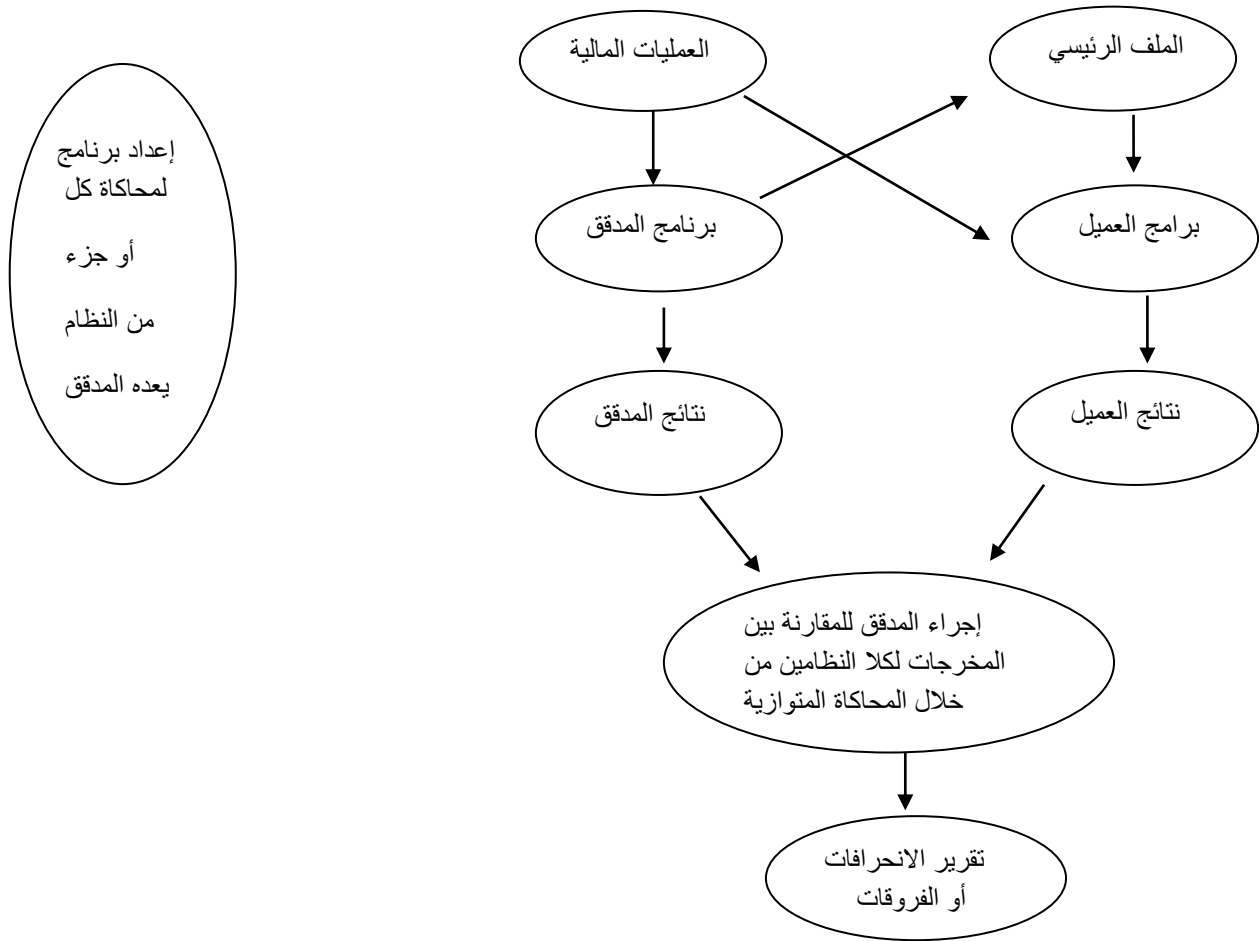 الملف الرئيسي
العمليات المالية
إعداد برنامج
لمحاكاة كل
أو جزء
من النظام
يعده المدقق
برامج العميل
برنامج المدقق
نتائج العميل
نتائج المدقق
إجراء المدقق للمقارنة بين
المخرجات لكلا النظامين من
خلال المحاكاة المتوازية
تقرير الانحرافات
أو الفروقات